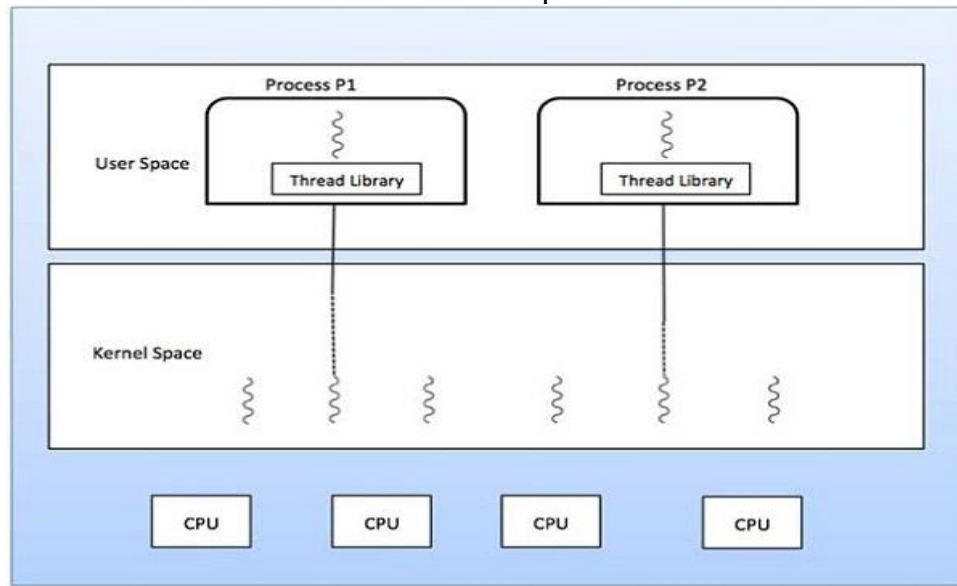 Process P1
Process P2
User Space
Thread Library
Thread Library
Kernel Space
CPU
CPU
CPU
CPU